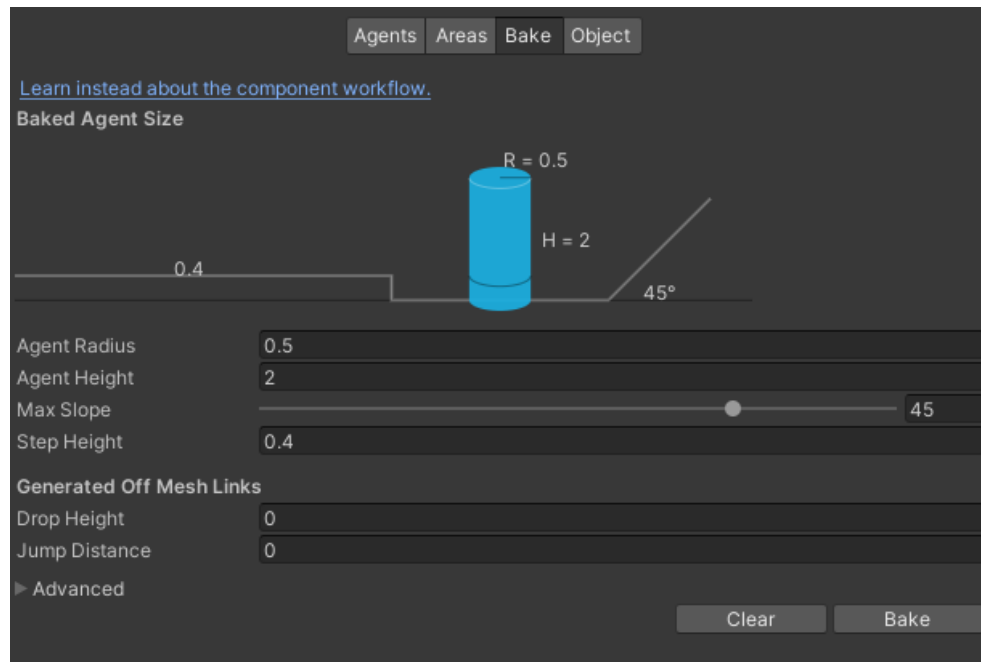 Agents Areas Bake Object
Learn instead about the component workflow.
Baked Agent Size
R = 0.5
H = 2
0.4
45°
Agent Radius 0.5
Agent Height 2
Max Slope 45
Step Height 0.4
Generated Off Mesh Links
Drop Height 0
Jump Distance 0
Advanced
Clear Bake